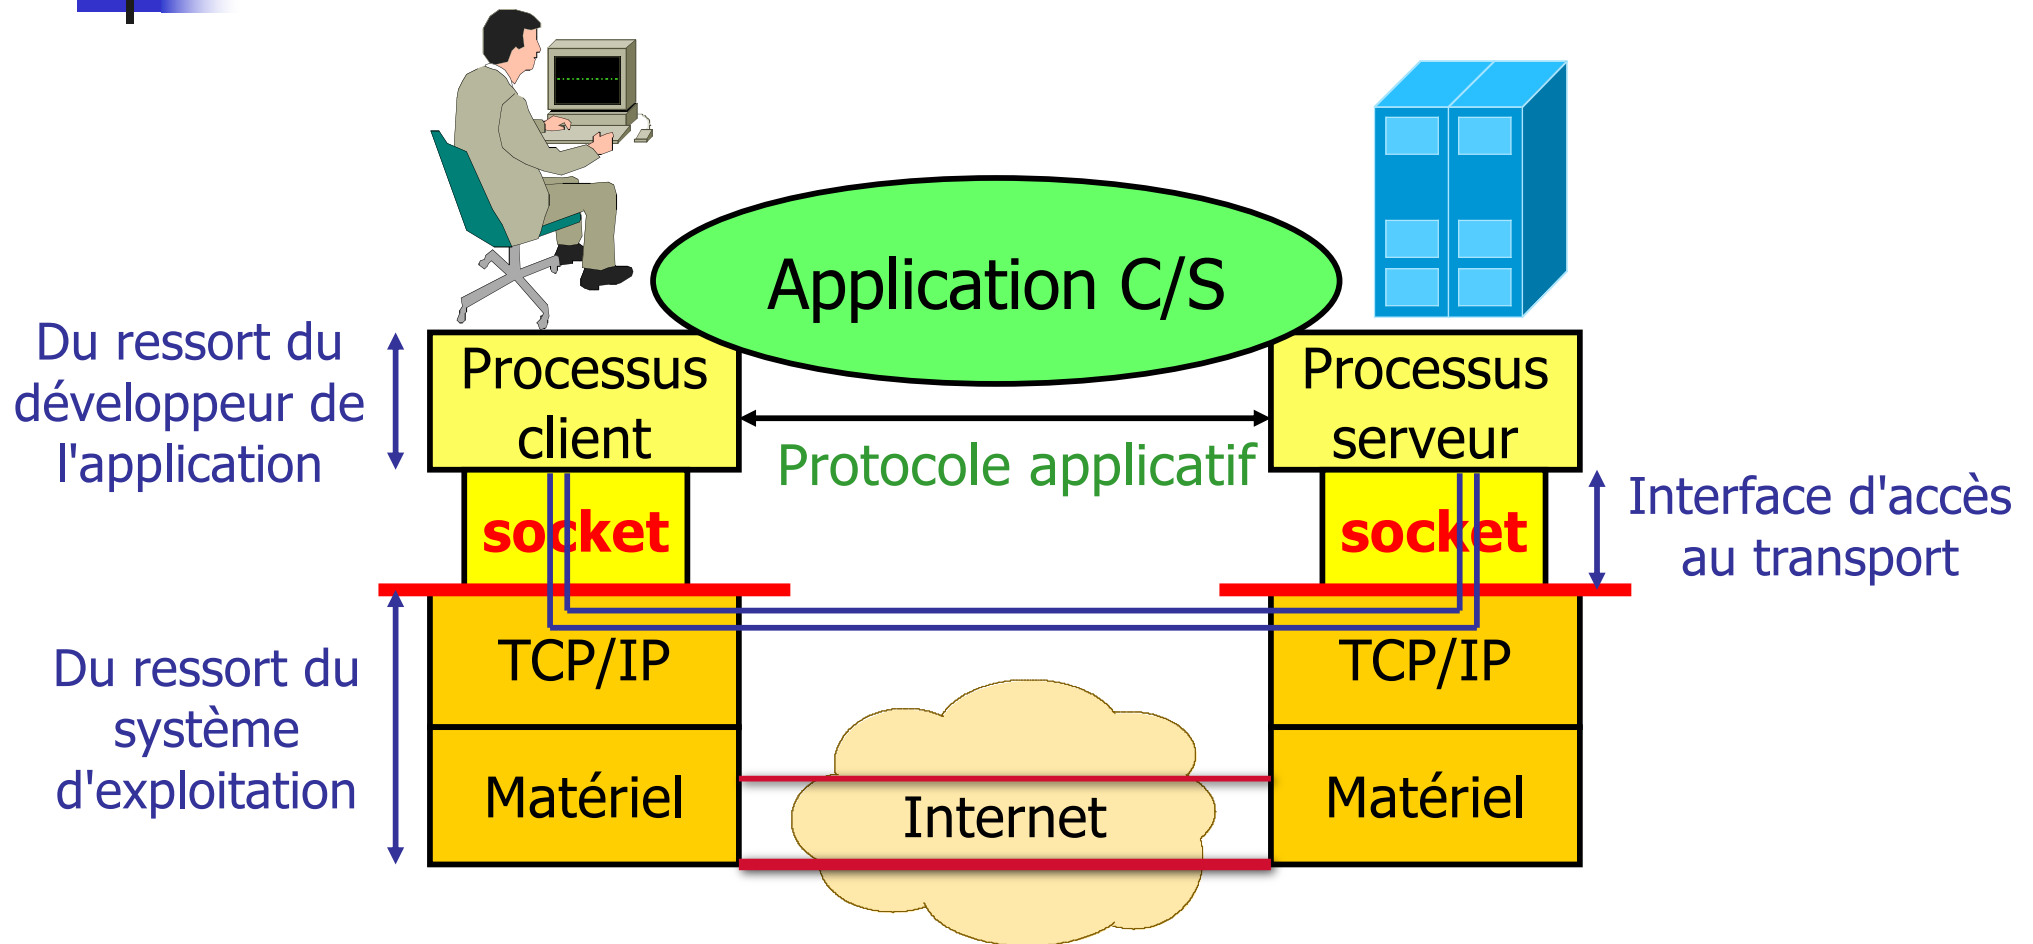 Application C/S
Du ressort du
développeur de
l'application
Processus
client
Processus
serveur
Protocole applicatif
socket
socket
Interface d'accès
au transport
Du ressort du
système
d'exploitation
TCP/IP
TCP/IP
Matériel
Internet
Matériel